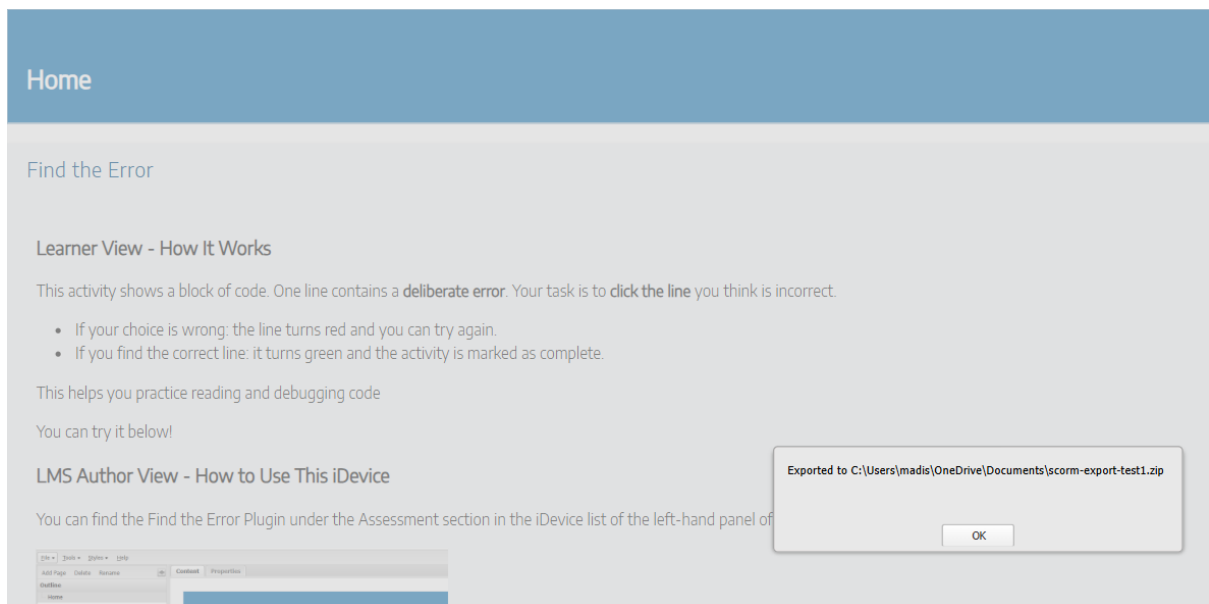 Home
Find the Error
Learner View - How It Works
This activity shows a block of code. One line contains a deliberate error. Your task is to click the line you think is incorrect.
• If your choice is wrong: the line turns red and you can try again.
• If you find the correct line: it turns green and the activity is marked as complete.
This helps you practice reading and debugging code
You can try it below!
LMS Author View - How to Use This iDevice
You can find the Find the Error Plugin under the Assessment section in the iDevice list of the left-hand panel of
Exported to C:\Users\madis\OneDrive\Documents\scorm-export-test1.zip
OK
File Tools Styles Help
Add Page Delete Rename Content Properties
Outline
Home